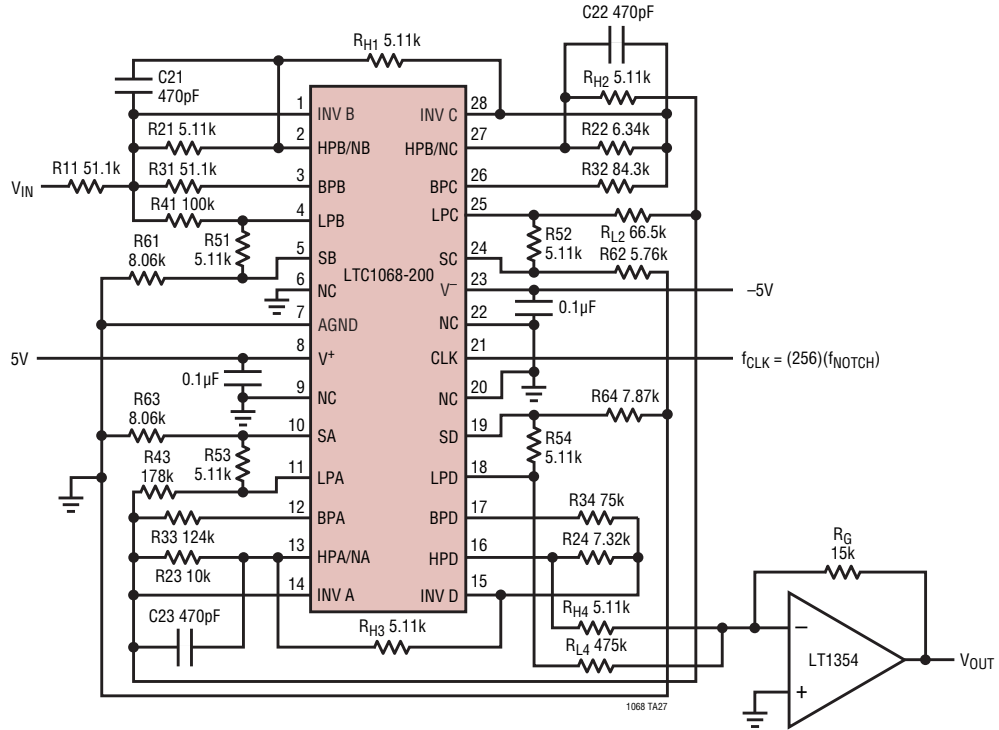 C22 470pF
RH1 5.11k
C21
470pF
RH2 5.11k
1
INV B
INV C
28
R21 5.11k
2
HPB/NB
HPB/NC
27
R22 6.34k
R11 51.1k
R31 51.1k
3
BPB
BPC
26
R32 84.3k
VIN
R41 100k
4
LPB
LPC
25
R61
8.06k
R51
5.11k
R52
5.11k
RL2 66.5k
5
SB
SC
24
R62 5.76k
LTC1068-200
6
NC
V–
23
–5V
7
AGND
NC
22
0.1µF
5V
8
V+
CLK
21
fCLK = (256)(fNOTCH)
0.1µF
9
NC
NC
20
R63
8.06k
R64 7.87k
10
SA
SD
19
R43
178k
R53
5.11k
R54
5.11k
11
LPA
LPD
18
12
BPA
BPD
17
R34 75k
R33 124k
R24 7.32k
13
HPA/NA
HPD
16
R23 10k
RG
15k
14
INV A
INV D
15
C23 470pF
RH3 5.11k
RH4 5.11k
RL4 475k
–
LT1354
+
VOUT
1068 TA27